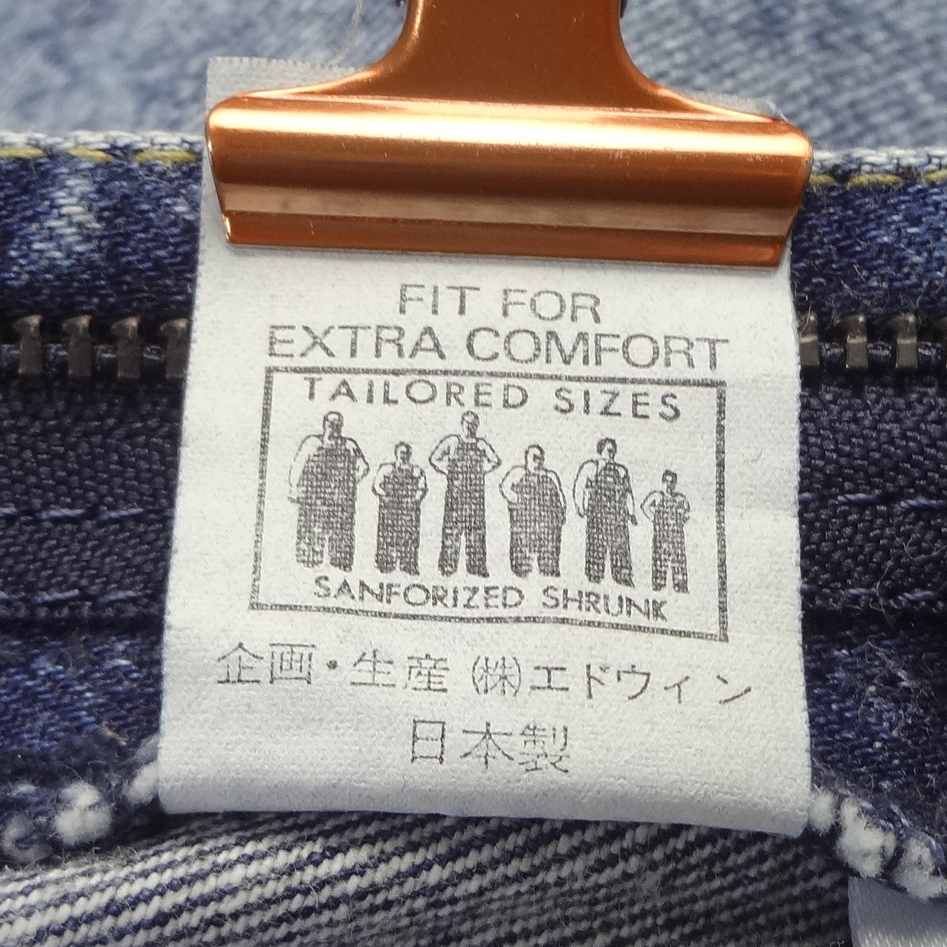 FIT FOR
EXTRA COMFORT
TAILORED SIZES
SANFORIZED SHRUNK
企画・生産 ㈱エドウィン
日本製